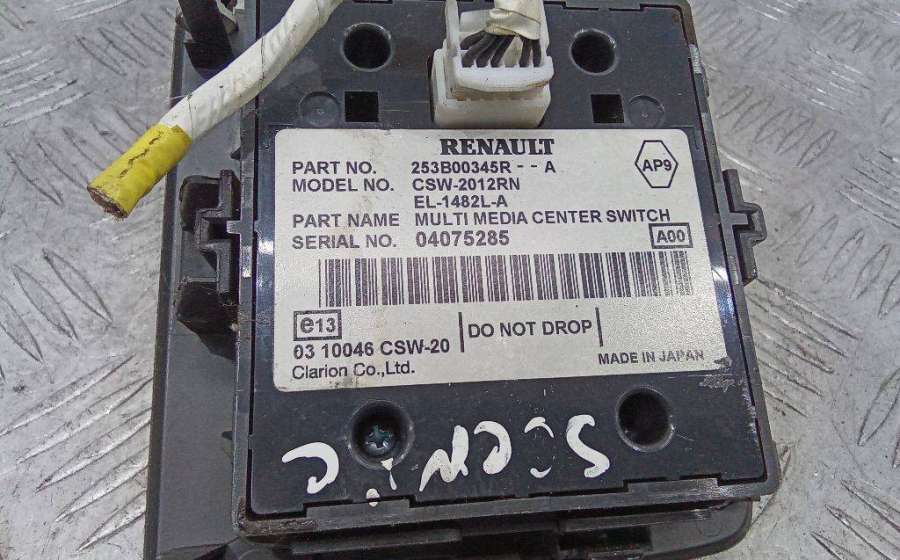 RENAULT
AP9
PART NO. 253B00345R - - A
MODEL NO. CSW-2012RN
EL-1482L-A
PART NAME MULTI MEDIA CENTER SWITCH
SERIAL NO. 04075285
A00
e13
DO NOT DROP
03 10046 CSW-20
MADE IN JAPAN
Clarion Co.,Ltd.